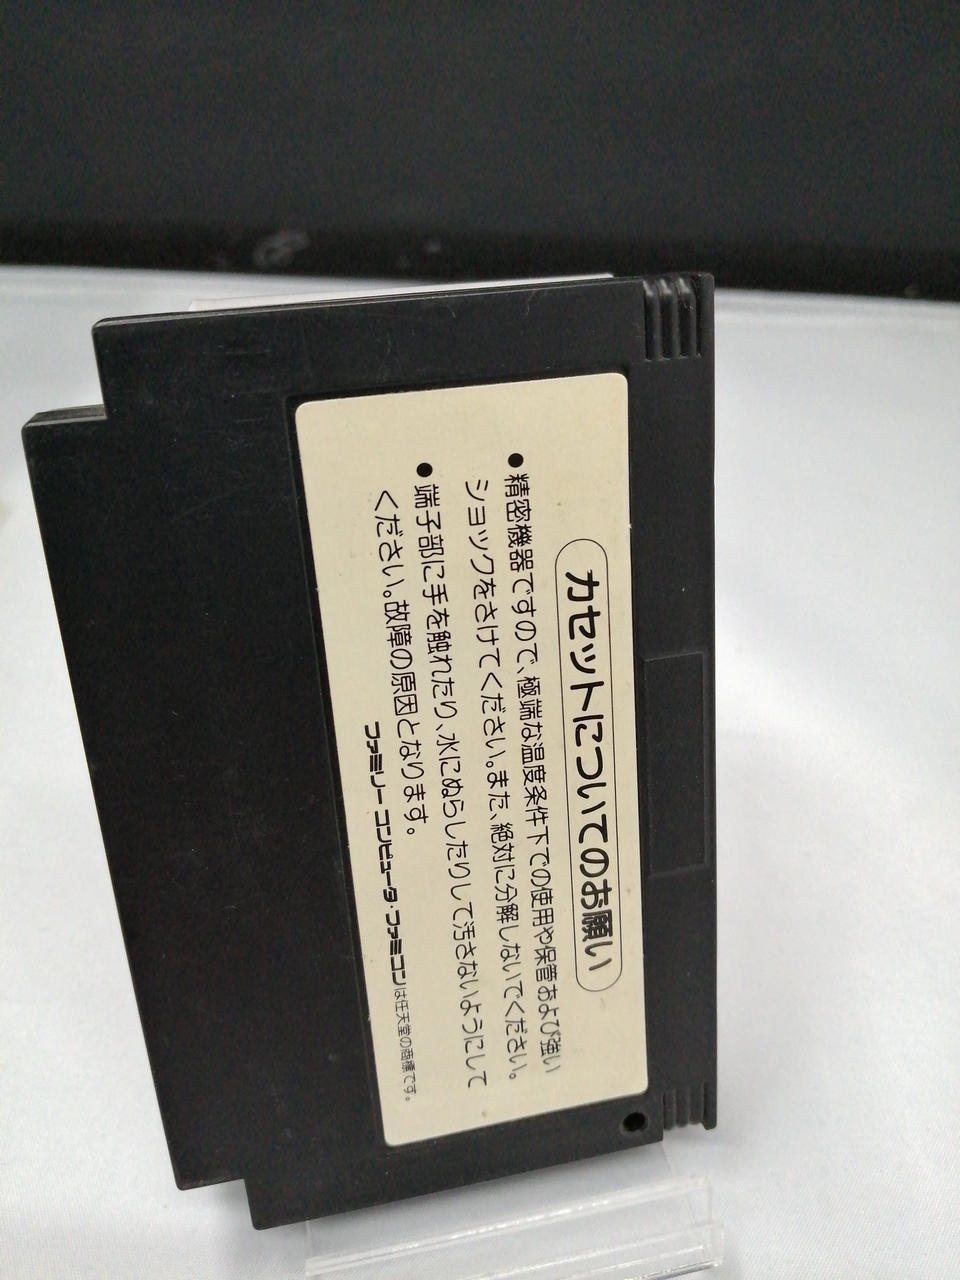 カセットについてのお願い
●精密機器ですので、極端な温度条件下での使用や保管および強い
ショックをさけてください。また、絶対に分解しないでください。
●端子部に手を触れたり、水にぬらしたりして汚さないようにして
ください。故障の原因となります。
ファミリーコンピュータ・ファミコンは任天堂の商標です。